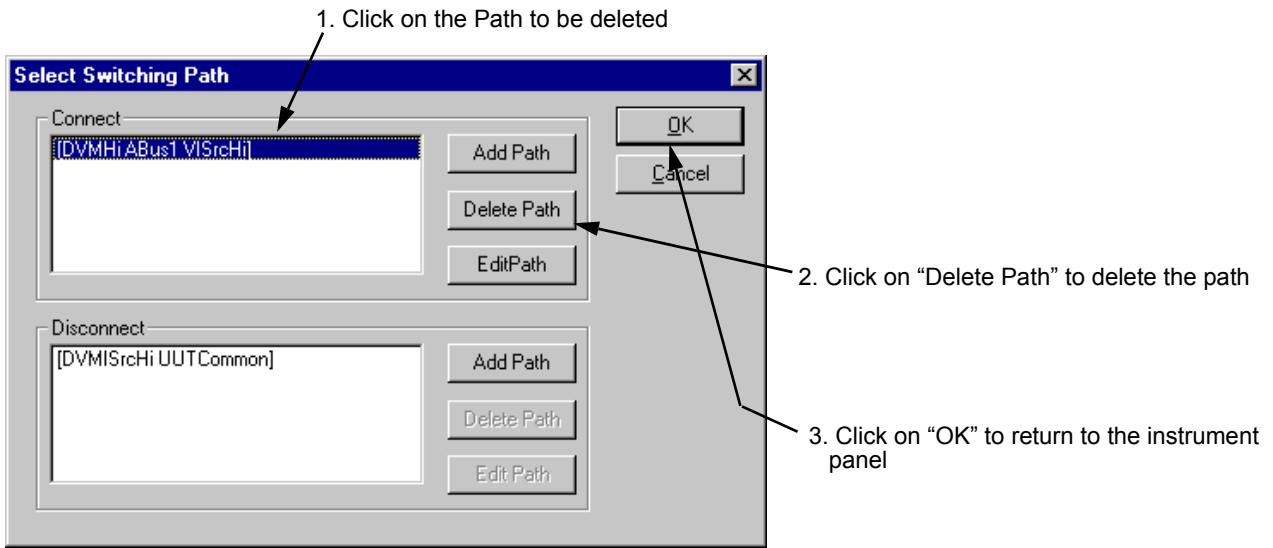 1. Click on the Path to be deleted
Select Switching Path
Connect
[DVMHi ABus1 VISrcHi]
Add Path
Delete Path
EditPath
OK
Cancel
2. Click on “Delete Path” to delete the path
Disconnect
[DVMISrcHi UUTCommon]
Add Path
Delete Path
Edit Path
3. Click on “OK” to return to the instrument
panel